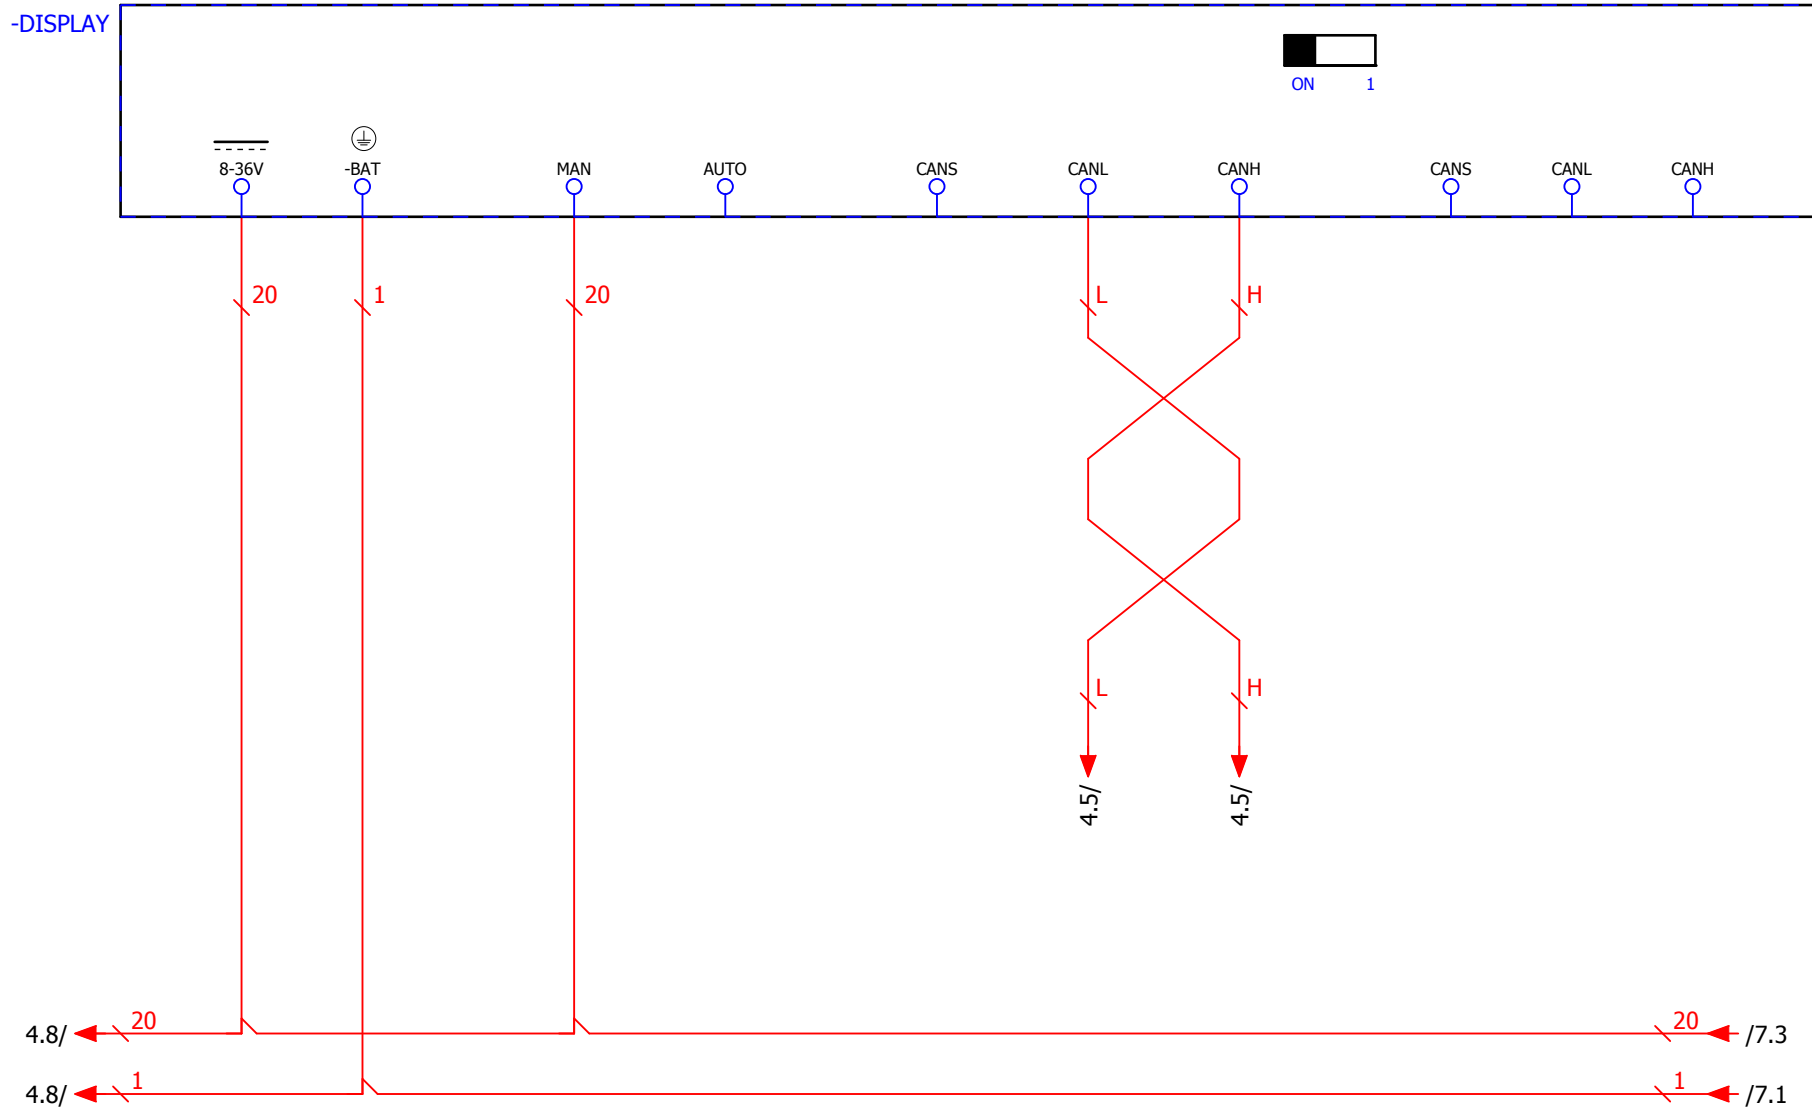 -DISPLAY
ON 1
8-36V -BAT MAN AUTO CANS CANL CANH CANS CANL CANH
20 1 20 L H
L H
4.5/ 4.5/
4.8/ 20 20 /7.3
4.8/ 1 1 /7.1